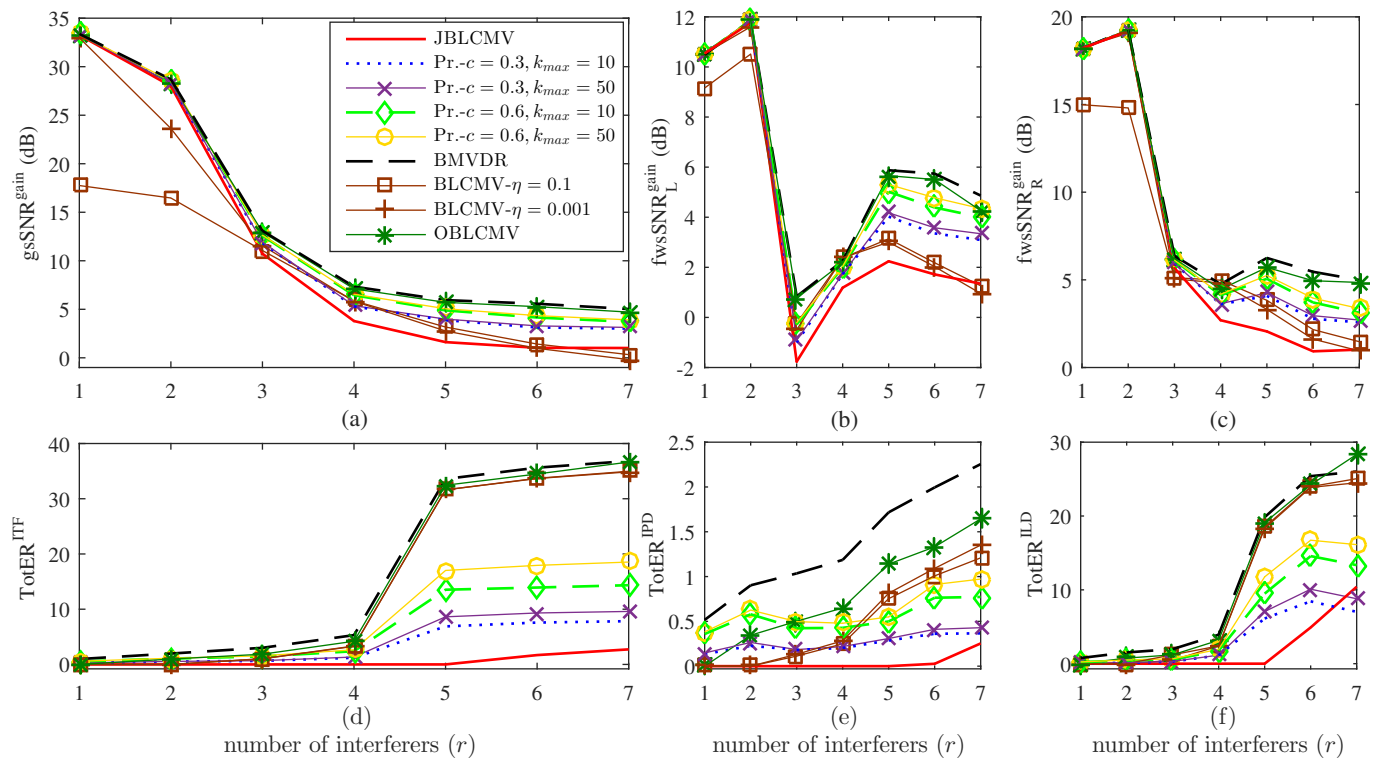 gsSNR^gain (dB)
35
30
25
20
15
10
5
0
1 2 3 4 5 6 7
(a)
JBLCMV
Pr.-c = 0.3, k_max = 10
Pr.-c = 0.3, k_max = 50
Pr.-c = 0.6, k_max = 10
Pr.-c = 0.6, k_max = 50
BMVDR
BLCMV-η = 0.1
BLCMV-η = 0.001
OBLCMV
fwsSNR_L^gain (dB)
12
10
8
6
4
2
0
-2
1 2 3 4 5 6 7
(b)
fwsSNR_R^gain (dB)
20
15
10
5
0
1 2 3 4 5 6 7
(c)
TotER^ITF
40
30
20
10
0
1 2 3 4 5 6 7
(d)
number of interferers (r)
TotER^IPD
2.5
2
1.5
1
0.5
0
1 2 3 4 5 6 7
(e)
number of interferers (r)
TotER^ILD
30
20
10
0
1 2 3 4 5 6 7
(f)
number of interferers (r)